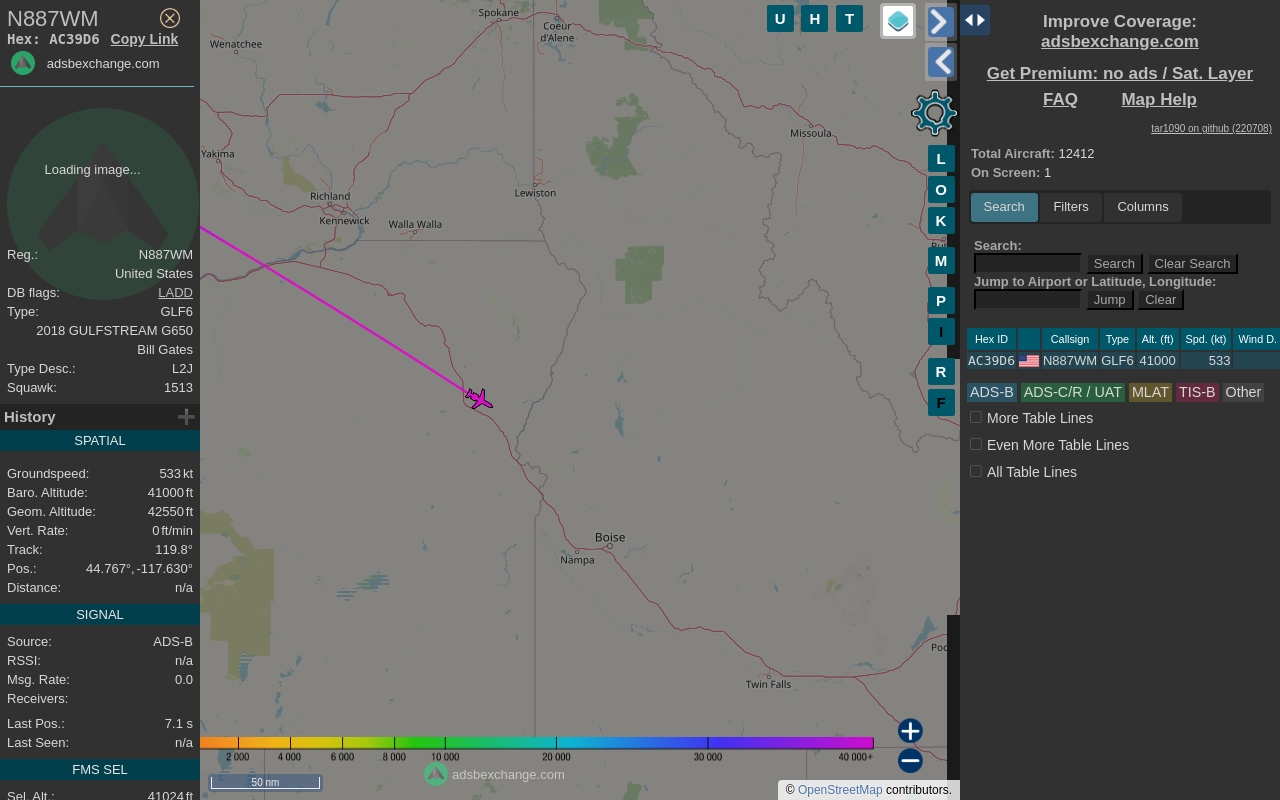 N887WM
Hex: AC39D6 Copy Link
adsbexchange.com
Loading image...
Reg.: N887WM
United States
DB flags: LADD
Type: GLF6
2018 GULFSTREAM G650
Bill Gates
Type Desc.: L2J
Squawk: 1513
History
SPATIAL
Groundspeed: 533 kt
Baro. Altitude: 41000 ft
Geom. Altitude: 42550 ft
Vert. Rate: 0 ft/min
Track: 119.8°
Pos.: 44.767°, -117.630°
Distance: n/a
SIGNAL
Source: ADS-B
RSSI: n/a
Msg. Rate: 0.0
Receivers:
Last Pos.: 7.1 s
Last Seen: n/a
FMS SEL
Sel. Alt.: 41024 ft
Spokane
Coeur
d'Alene
Wenatchee
Missoula
Yakima
Richland
Kennewick
Lewiston
Walla Walla
Boise
Nampa
Twin Falls
U H T
L
O
K
M
P
I
R
F
2 000 4 000 6 000 8 000 10 000 20 000 30 000 40 000+
50 nm
adsbexchange.com
© OpenStreetMap contributors.
Improve Coverage:
adsbexchange.com
Get Premium: no ads / Sat. Layer
FAQ Map Help
tar1090 on github (220708)
Total Aircraft: 12412
On Screen: 1
Search Filters Columns
Search:
Search Clear Search
Jump to Airport or Latitude, Longitude:
Jump Clear
Hex ID Callsign Type Alt. (ft) Spd. (kt) Wind D.
AC39D6 N887WM GLF6 41000 533
ADS-B ADS-C/R / UAT MLAT TIS-B Other
More Table Lines
Even More Table Lines
All Table Lines